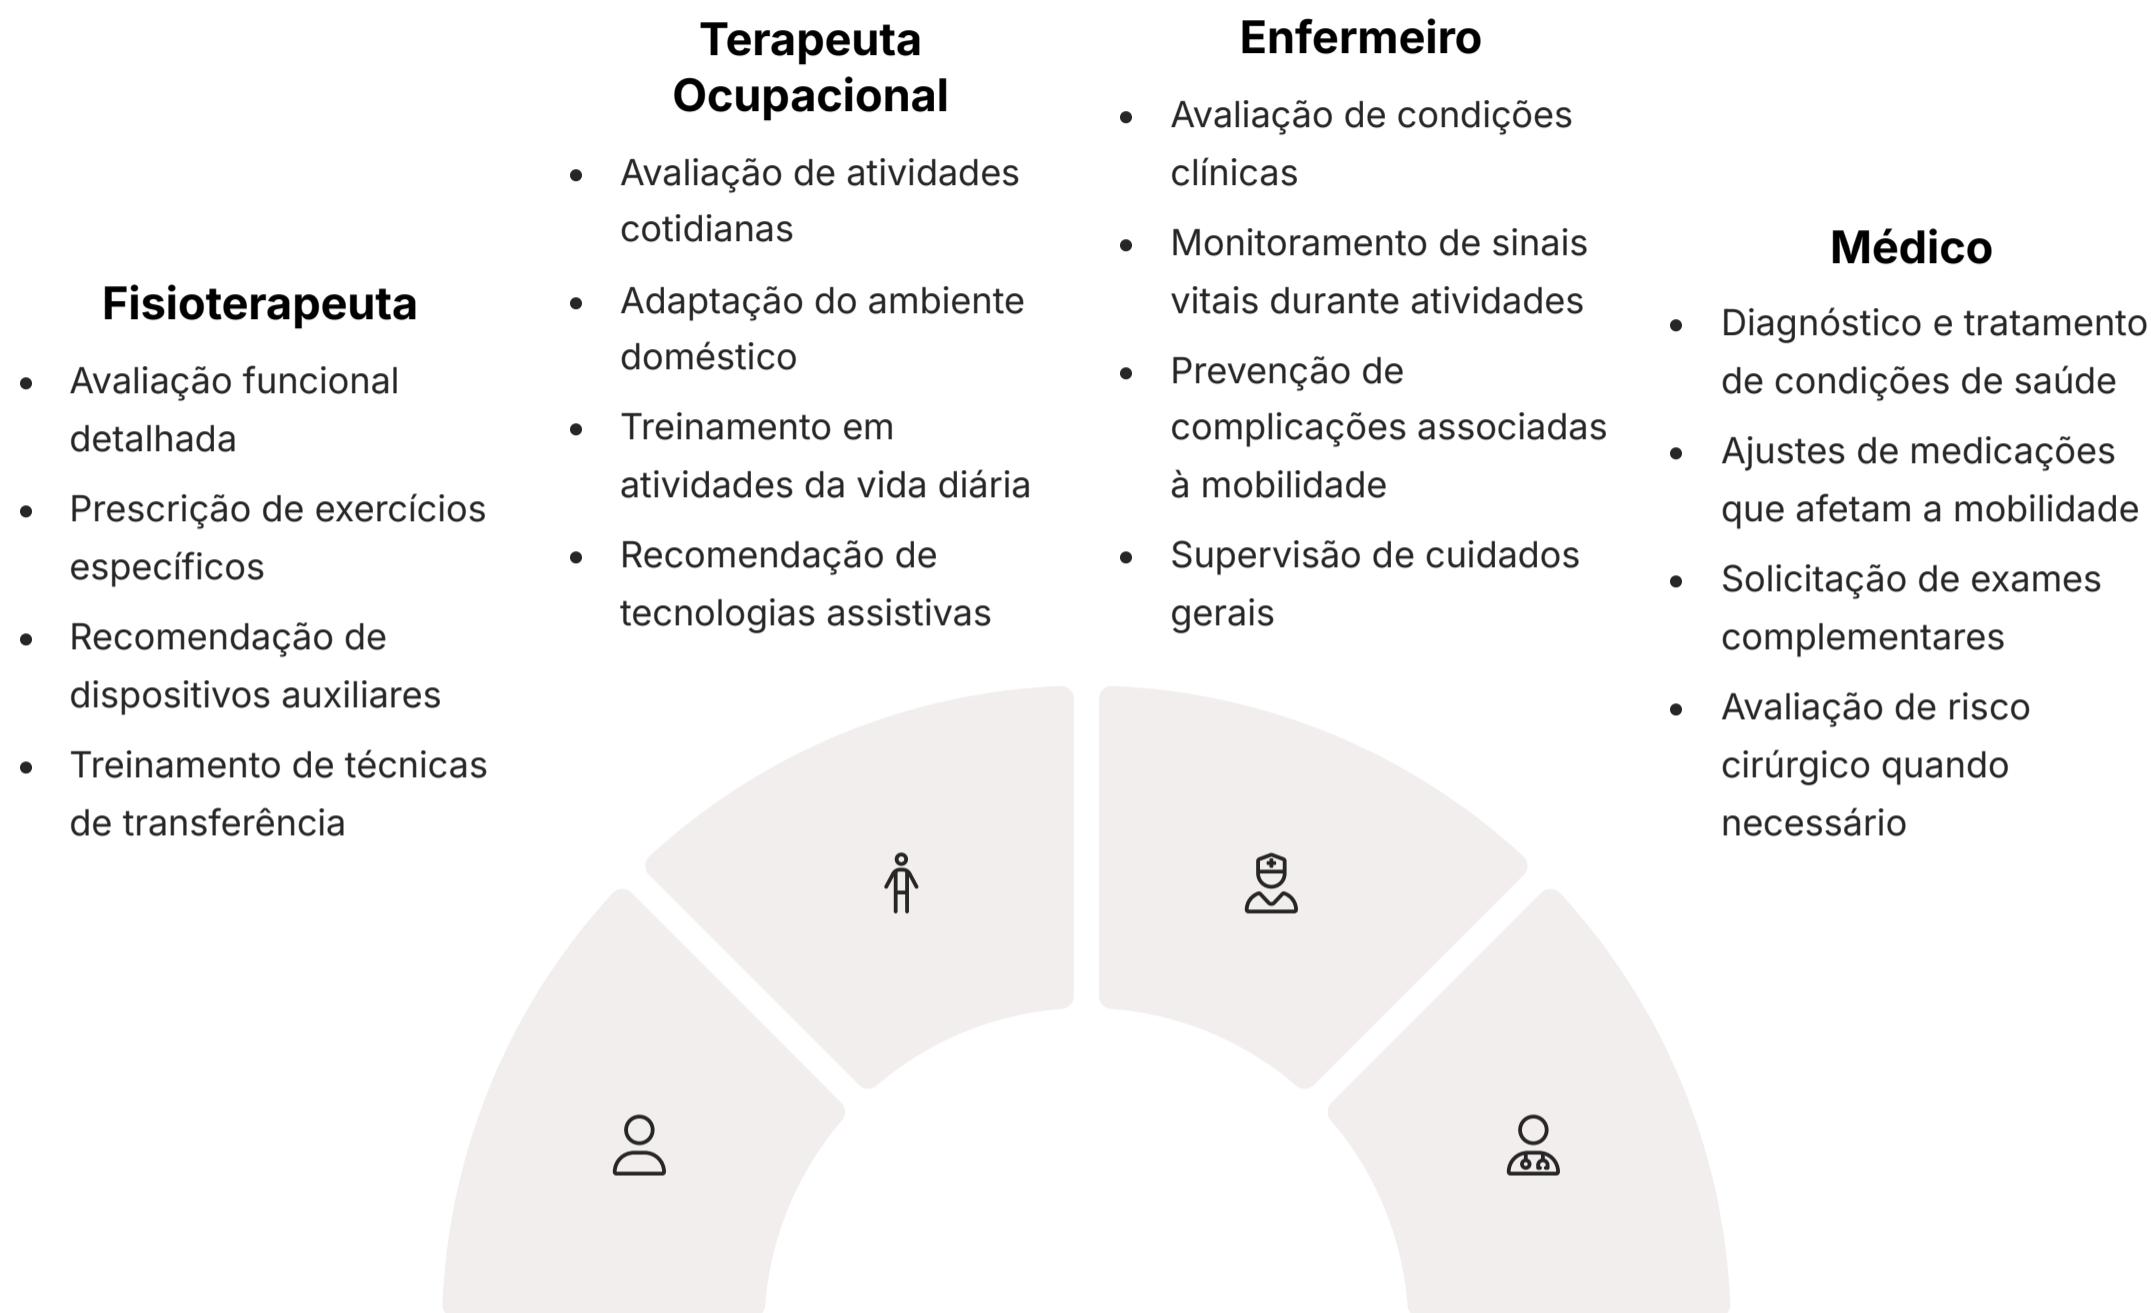 Fisioterapeuta
• Avaliação funcional
detalhada
• Prescrição de exercícios
específicos
• Recomendação de
dispositivos auxiliares
• Treinamento de técnicas
de transferência
Terapeuta
Ocupacional
• Avaliação de atividades
cotidianas
• Adaptação do ambiente
doméstico
• Treinamento em
atividades da vida diária
• Recomendação de
tecnologias assistivas
Enfermeiro
• Avaliação de condições
clínicas
• Monitoramento de sinais
vitais durante atividades
• Prevenção de
complicações associadas
à mobilidade
• Supervisão de cuidados
gerais
Médico
• Diagnóstico e tratamento
de condições de saúde
• Ajustes de medicações
que afetam a mobilidade
• Solicitação de exames
complementares
• Avaliação de risco
cirúrgico quando
necessário